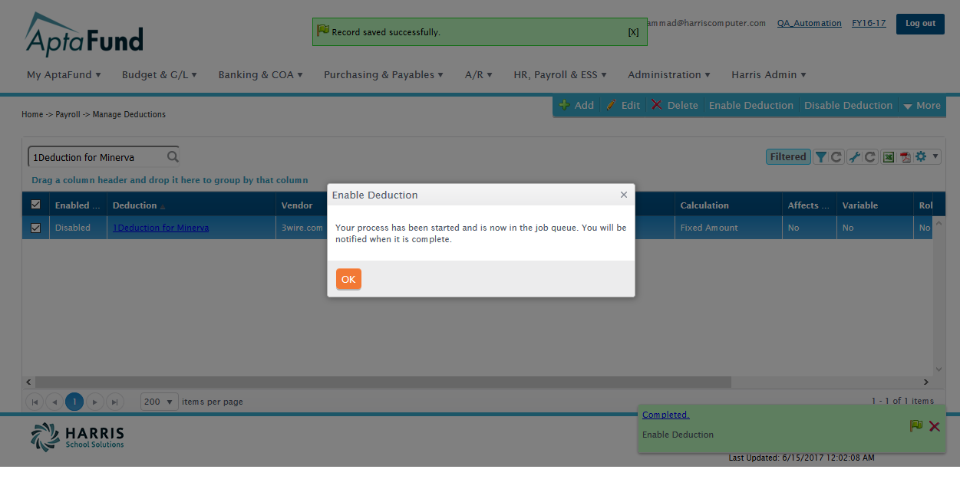 AptaFund
Record saved successfully. [X]
ammad@harriscomputer.com QA_Automation FY16-17 Log out
My AptaFund Budget & G/L Banking & COA Purchasing & Payables A/R HR, Payroll & ESS Administration Harris Admin
Home -> Payroll -> Manage Deductions
Add Edit Delete Enable Deduction Disable Deduction More
1Deduction for Minerva
Filtered
Drag a column header and drop it here to group by that column
Enabled ... Deduction Vendor Calculation Affects ... Variable Rol
Disabled 1Deduction for Minerva 3wire.com Fixed Amount No No No
Enable Deduction
Your process has been started and is now in the job queue. You will be
notified when it is complete.
OK
1 200 items per page
1 - 1 of 1 items
Completed.
Enable Deduction
HARRIS
School Solutions
Last Updated: 6/15/2017 12:02:08 AM